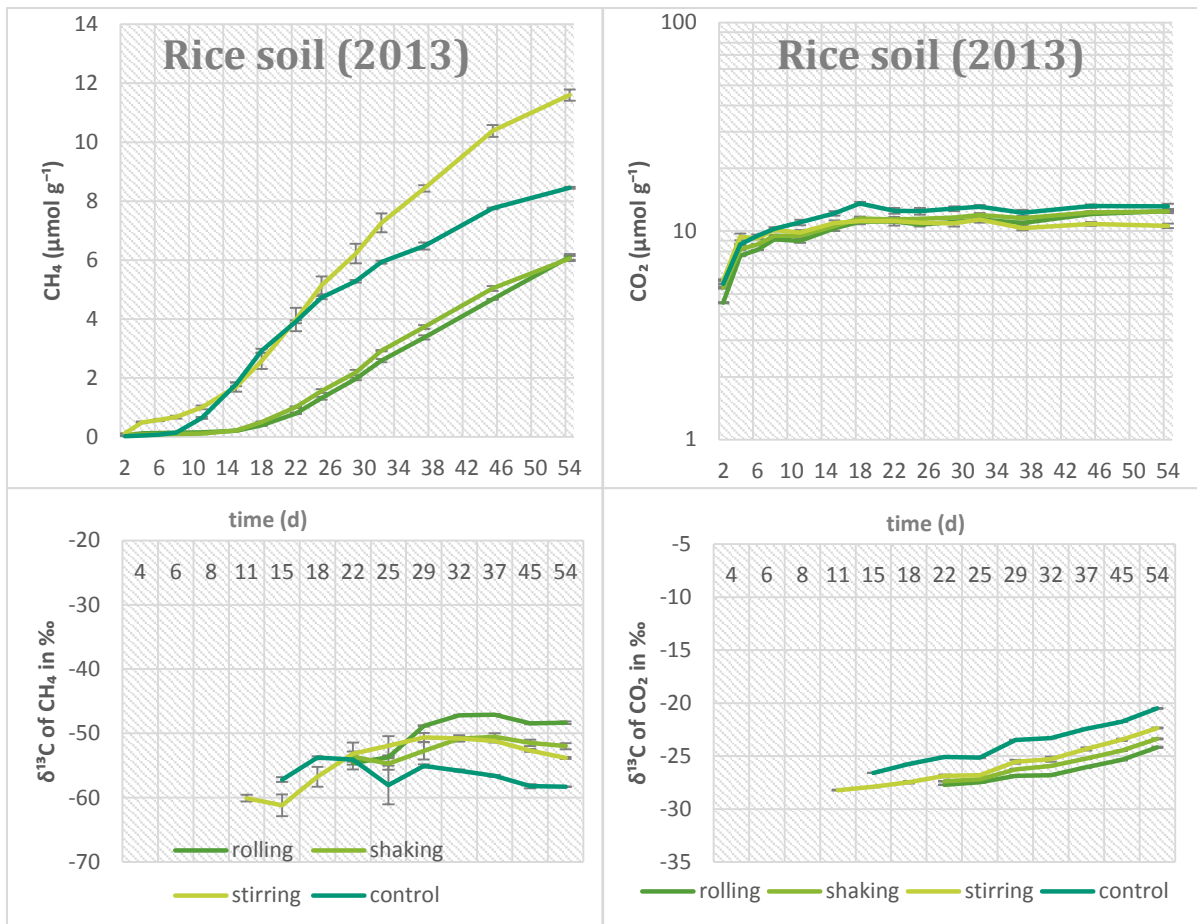 Rice soil (2013)
CH₄ (µmol g⁻¹)
14
12
10
8
6
4
2
0
2 6 10 14 18 22 26 30 34 38 42 46 50 54
Rice soil (2013)
CO₂ (µmol g⁻¹)
100
10
1
2 6 10 15 22 26 30 34 38 42 46 50 54
time (d)
δ¹³C of CH₄ in ‰
-20
4 6 8 11 15 18 22 25 29 32 37 45 54
-30
-40
-50
-60
-70
rolling shaking
stirring control
time (d)
δ¹³C of CO₂ in ‰
-5
4 6 8 11 15 18 22 25 29 32 37 45 54
-10
-15
-20
-25
-30
-35
rolling shaking stirring control